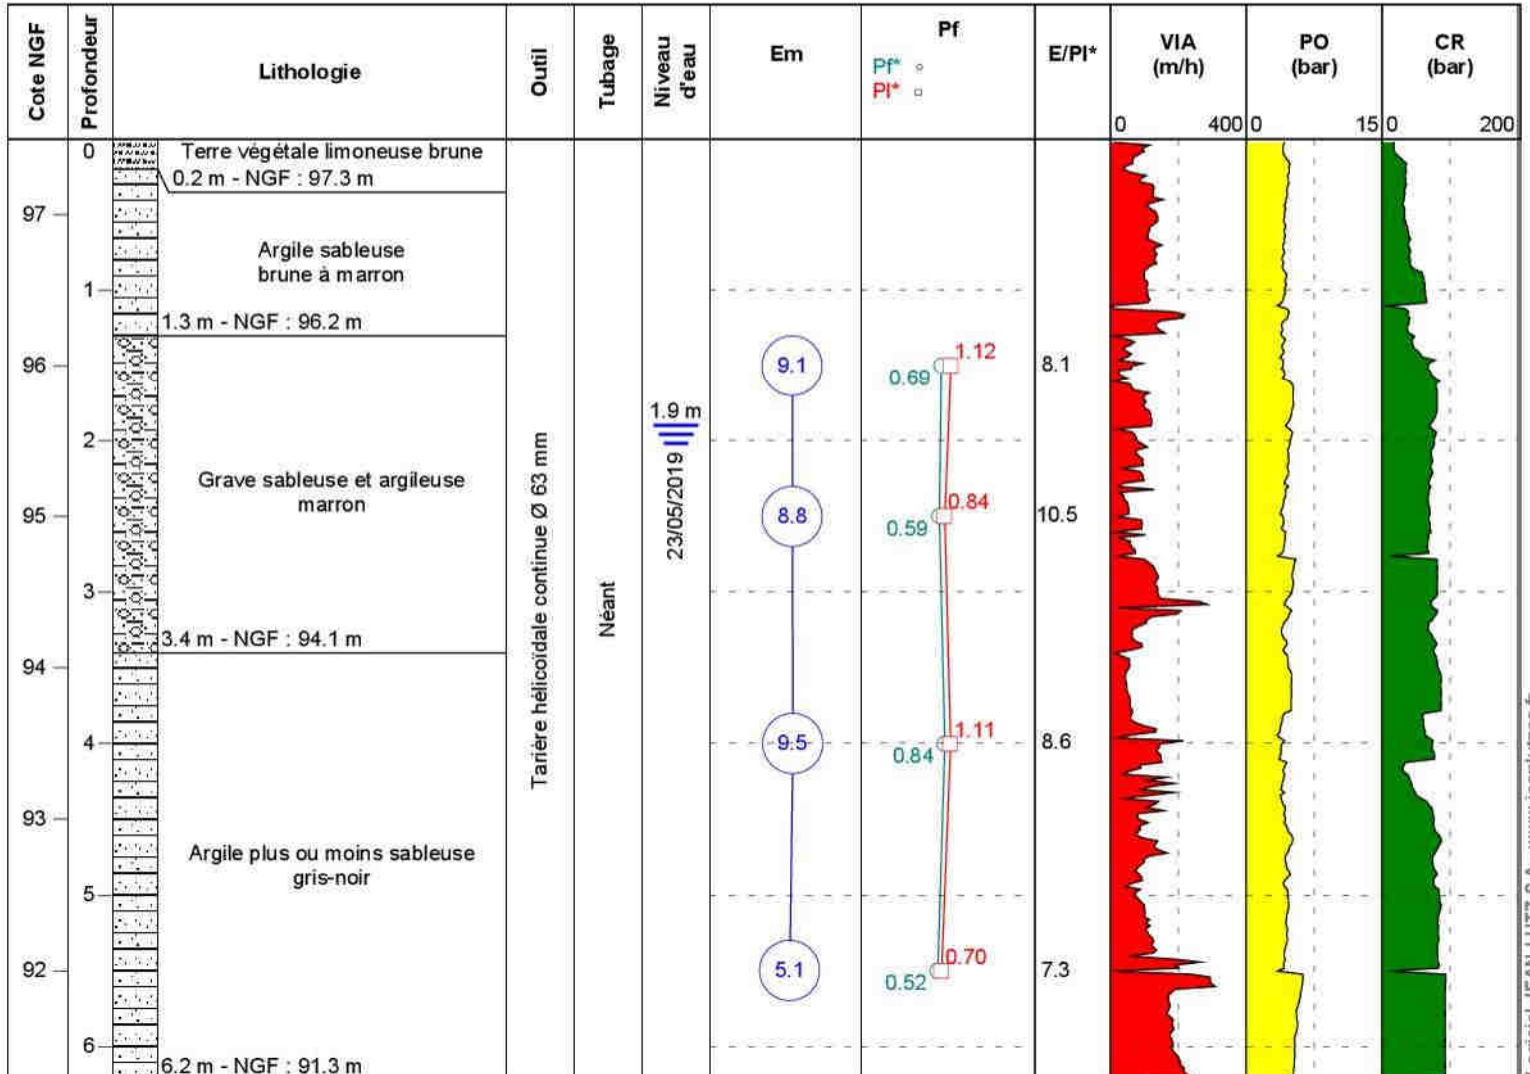 Cote NGF
Profondeur
Lithologie
Outil
Tubage
Niveau
d'eau
Em
Pf
Pf*
Pl*
E/Pl*
VIA
(m/h)
PO
(bar)
CR
(bar)
0 400
0 15
0 200
0
Terre végétale limoneuse brune
0.2 m - NGF : 97.3 m
97
Argile sableuse
brune à marron
1
1.3 m - NGF : 96.2 m
96
9.1
1.12
0.69
8.1
1.9 m
23/05/2019
2
Grave sableuse et argileuse
marron
95
8.8
0.84
0.59
10.5
Tarière hélicoïdale continue Ø 63 mm
Néant
3
3.4 m - NGF : 94.1 m
94
4
9.5
1.11
0.84
8.6
93
Argile plus ou moins sableuse
gris-noir
5
92
5.1
0.70
0.52
7.3
6
6.2 m - NGF : 91.3 m